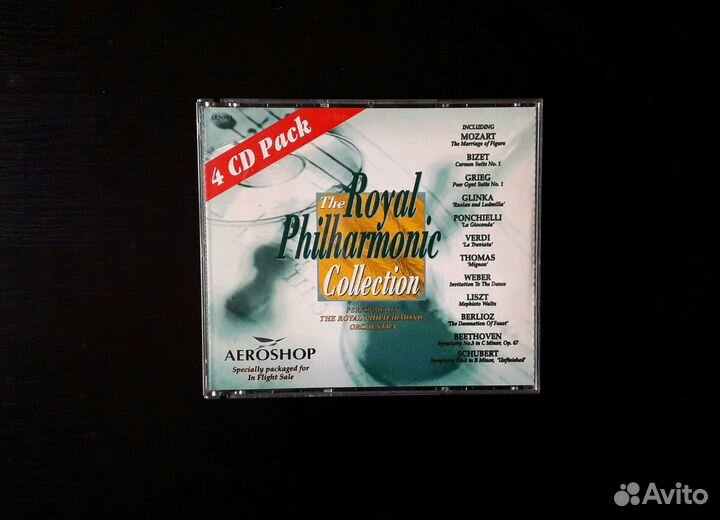 4 CD Pack
The Royal
Philharmonic
Collection
PERFORMED BY
THE ROYAL PHILHARMONIC
ORCHESTRA
AEROSHOP
Specially packaged for
In Flight Sale
INCLUDING
MOZART
The Marriage of Figaro
BIZET
Carmen Suite No. 1
GRIEG
Peer Gynt Suite No. 1
GLINKA
'Ruslan and Ludmilla'
PONCHIELLI
'La Gioconda'
VERDI
'La Traviata'
THOMAS
'Mignon'
WEBER
Invitation To The Dance
LISZT
Mephisto Waltz
BERLIOZ
'The Damnation Of Faust'
BEETHOVEN
Symphony No.5 in C Minor, Op. 67
SCHUBERT
Symphony No.8 in B Minor, 'Unfinished'
Avito